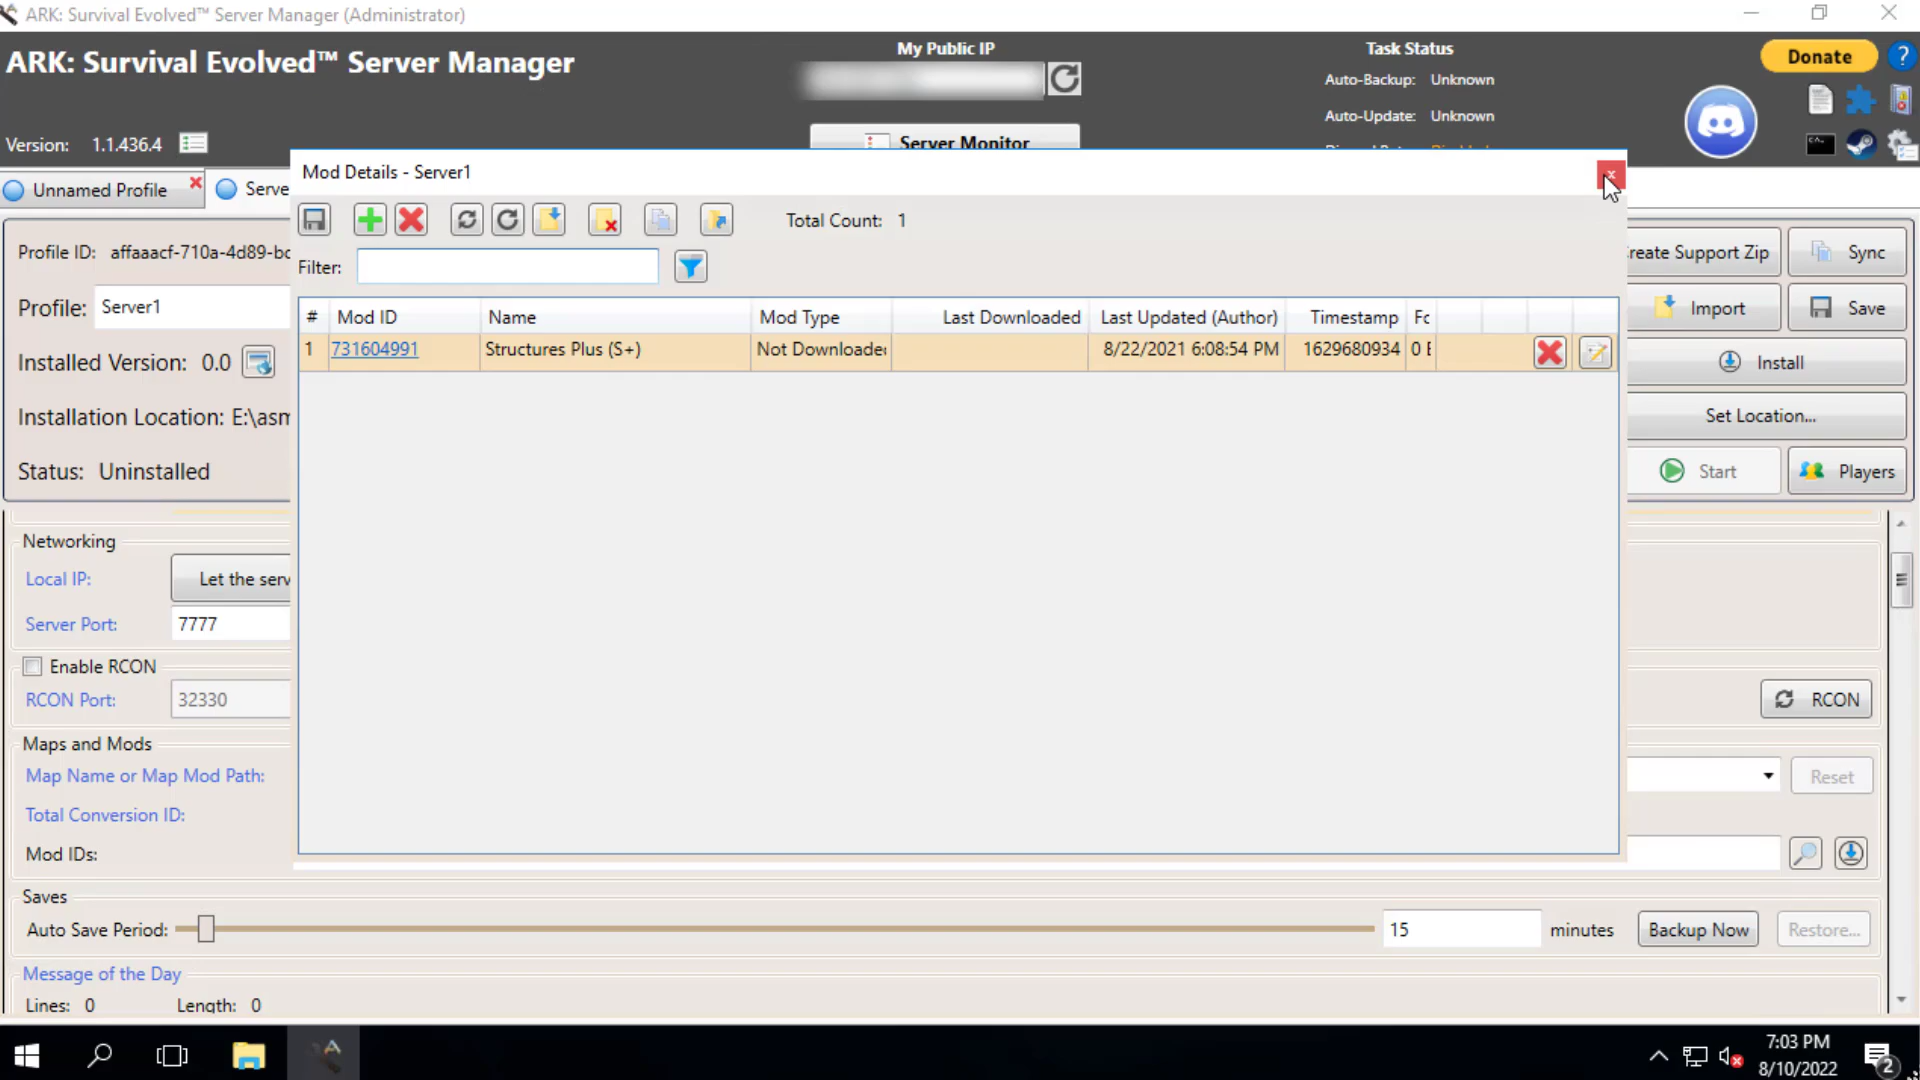 ARK: Survival Evolved™ Server Manager (Administrator)
ARK: Survival Evolved™ Server Manager
My Public IP
Task Status
Donate
?
Auto-Backup: Unknown
Auto-Update: Unknown
Version: 1.1.436.4
Server Monitor
Unnamed Profile
Serve
Mod Details - Server1
Total Count: 1
Filter:
# Mod ID Name Mod Type Last Downloaded Last Updated (Author) Timestamp Fc
1 731604991 Structures Plus (S+) Not Downloade 8/22/2021 6:08:54 PM 1629680934 0
Profile ID: affaaacf-710a-4d89-bc
Profile: Server1
Installed Version: 0.0
Installation Location: E:\asm
Status: Uninstalled
reate Support Zip
Sync
Import
Save
Install
Set Location...
Start
Players
Networking
Local IP: Let the serv
Server Port: 7777
Enable RCON
RCON Port: 32330
RCON
Maps and Mods
Map Name or Map Mod Path:
Reset
Total Conversion ID:
Mod IDs:
Saves
Auto Save Period: 15 minutes Backup Now Restore...
Message of the Day
Lines: 0 Length: 0
7:03 PM
8/10/2022
2